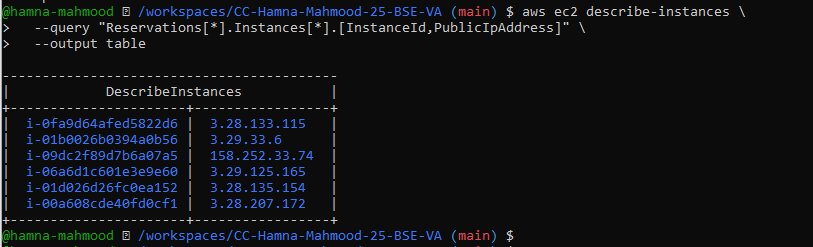 @hamna-mahmood /workspaces/CC-Hamna-Mahmood-25-BSE-VA (main) $ aws ec2 describe-instances \
>   --query "Reservations[*].Instances[*].[InstanceId,PublicIpAddress]" \
>   --output table
-----------------------------------------
|            DescribeInstances          |
+----------------------+----------------+
|  i-0fa9d64afed5822d6 |  3.28.133.115  |
|  i-01b0026b0394a0b56 |  3.29.33.6     |
|  i-09dc2f89d7b6a07a5 |  158.252.33.74 |
|  i-06a6d1c601e3e9e60 |  3.29.125.165  |
|  i-01d026d26fc0ea152 |  3.28.135.154  |
|  i-00a608cde40fd0cf1 |  3.28.207.172  |
+----------------------+----------------+
@hamna-mahmood /workspaces/CC-Hamna-Mahmood-25-BSE-VA (main) $